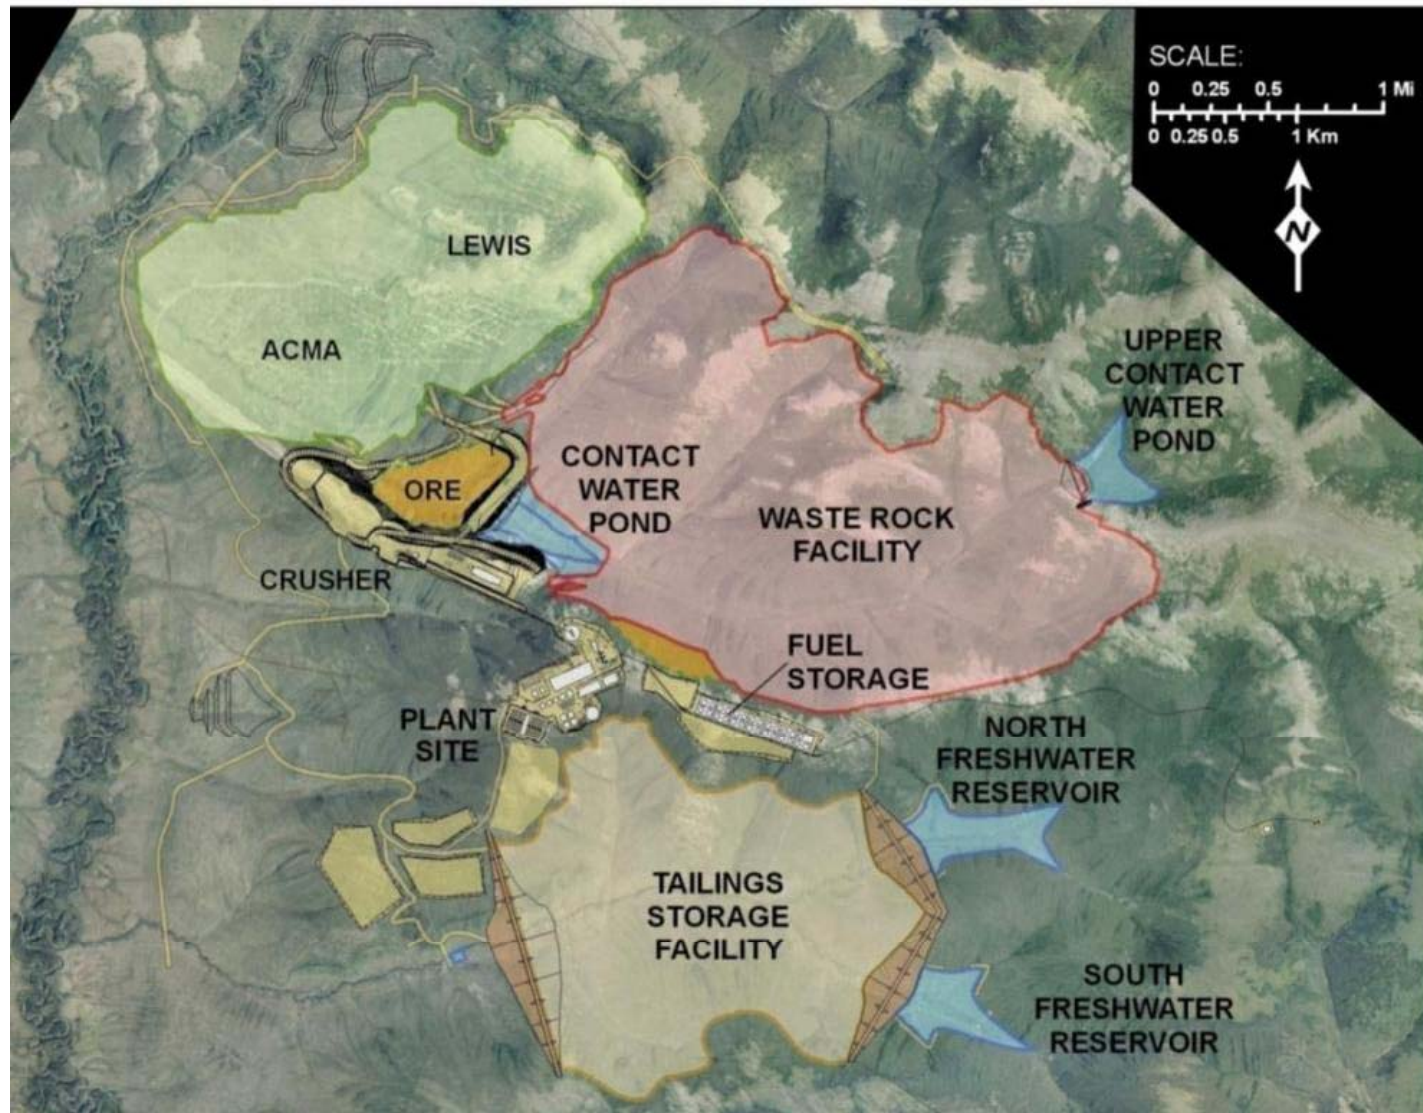 SCALE:
0 0.25 0.5 1 Mi
0 0.25 0.5 1 Km
N
LEWIS
ACMA
UPPER
CONTACT
WATER
POND
CONTACT
WATER
POND
ORE
WASTE ROCK
FACILITY
CRUSHER
FUEL
STORAGE
PLANT
SITE
NORTH
FRESHWATER
RESERVOIR
TAILINGS
STORAGE
FACILITY
SOUTH
FRESHWATER
RESERVOIR